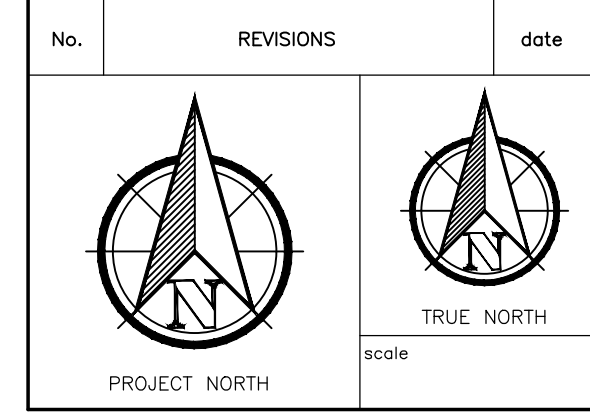 No. REVISIONS date
N
N
TRUE NORTH
scale
PROJECT NORTH